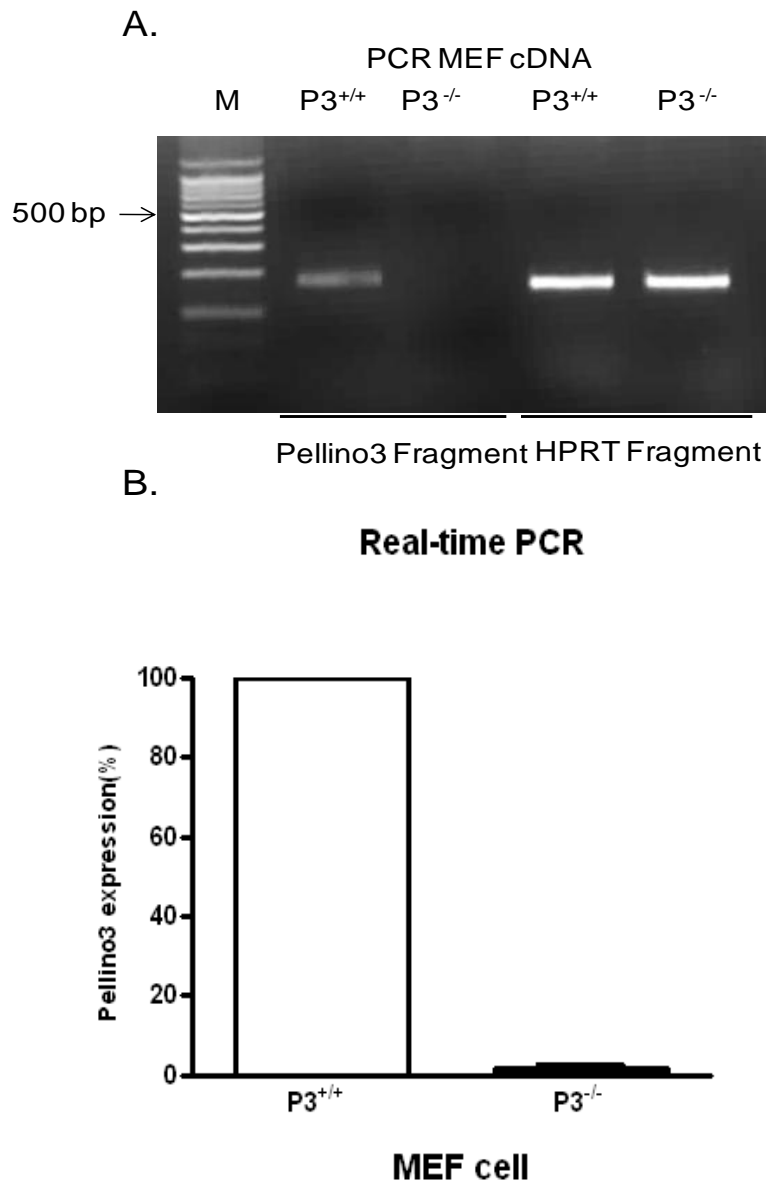 A.
PCR MEF cDNA
M P3+/+ P3 -/- P3+/+ P3 -/-
500 bp →
Pellino3 Fragment HPRT Fragment
B.
Real-time PCR
Pellino3 expression(%)
100
80
60
40
20
0
P3+/+ P3-/-
MEF cell